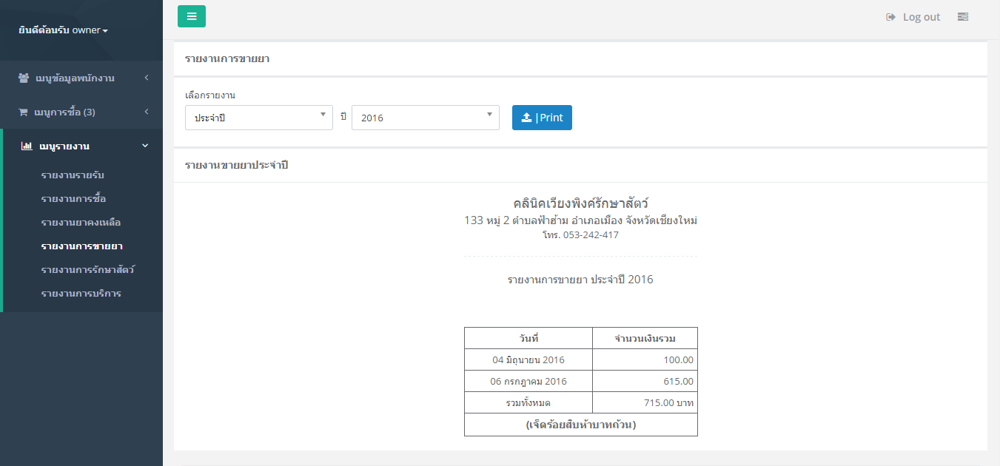 ยินดีต้อนรับ owner
Log out
เมนูข้อมูลพนักงาน
เมนูการซื้อ (3)
เมนูรายงาน
รายงานรายรับ
รายงานการซื้อ
รายงานยาคงเหลือ
รายงานการขายยา
รายงานการรักษาสัตว์
รายงานการบริการ
รายงานการขายยา
เลือกรายงาน
ประจำปี ปี 2016 |Print
รายงานขายยาประจำปี
คลินิคเวียงพิงค์รักษาสัตว์
133 หมู่ 2 ตำบลฟ้าฮ่าม อำเภอเมือง จังหวัดเชียงใหม่
โทร. 053-242-417
รายงานการขายยา ประจำปี 2016
วันที่ จำนวนเงินรวม
04 มิถุนายน 2016 100.00
06 กรกฎาคม 2016 615.00
รวมทั้งหมด 715.00 บาท
(เจ็ดร้อยสิบห้าบาทถ้วน)